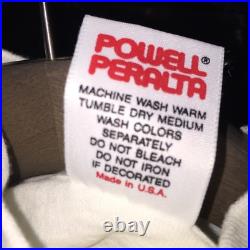 POWELL
PERALTA
MACHINE WASH WARM
TUMBLE DRY MEDIUM
WASH COLORS
SEPARATELY
DO NOT BLEACH
DO NOT IRON
IF DECORATED
Made in U.S.A.